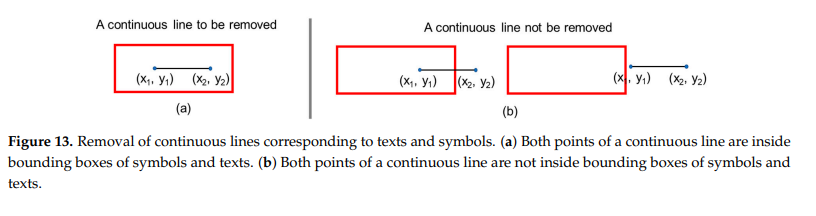 A continuous line to be removed
A continuous line not be removed
(x₁, y₁) (x₂, y₂)
(x₁, y₁) (x₂, y₂)
(x₁, y₁) (x₂, y₂)
(a)
(b)
Figure 13. Removal of continuous lines corresponding to texts and symbols. (a) Both points of a continuous line are inside
bounding boxes of symbols and texts. (b) Both points of a continuous line are not inside bounding boxes of symbols and
texts.